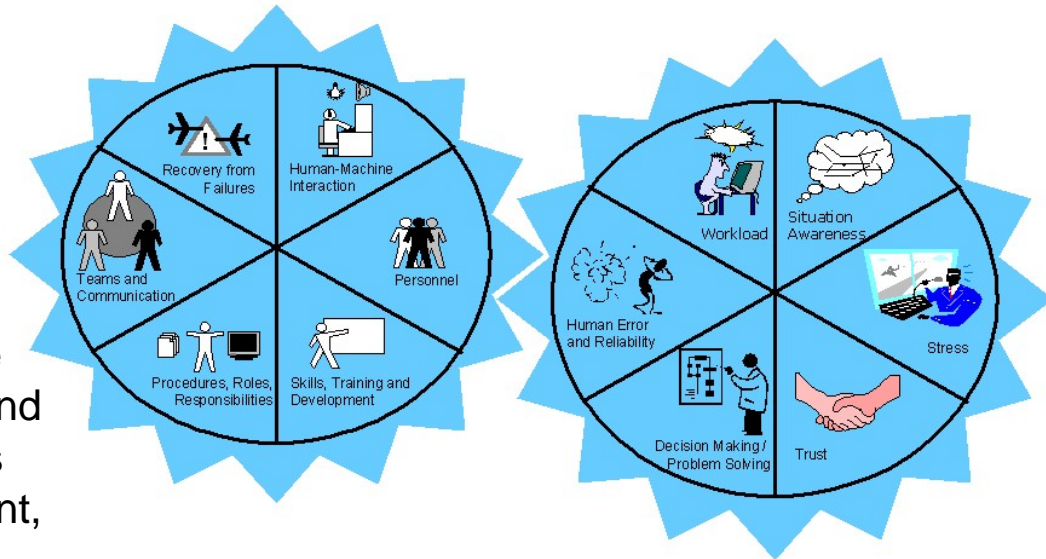 Recovery from
Failures
Human-Machine
Interaction
Teams and
Communication
Personnel
Procedures, Roles,
Responsibilities
Skills, Training and
Development
!
Workload
Situation
Awareness
Human Error
and Reliability
Stress
Decision Making /
Problem Solving
Trust
nd
s
nt,